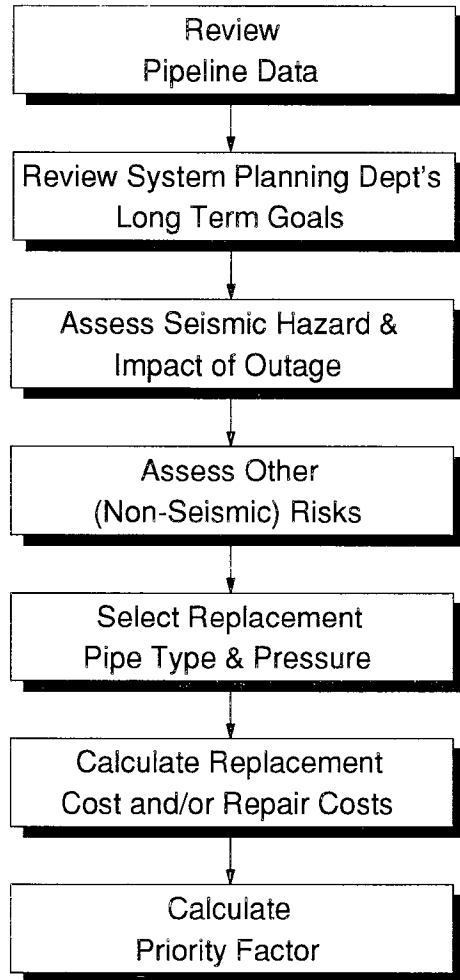 Review
Pipeline Data
Review System Planning Dept's
Long Term Goals
Assess Seismic Hazard &
Impact of Outage
Assess Other
(Non-Seismic) Risks
Select Replacement
Pipe Type & Pressure
Calculate Replacement
Cost and/or Repair Costs
Calculate
Priority Factor